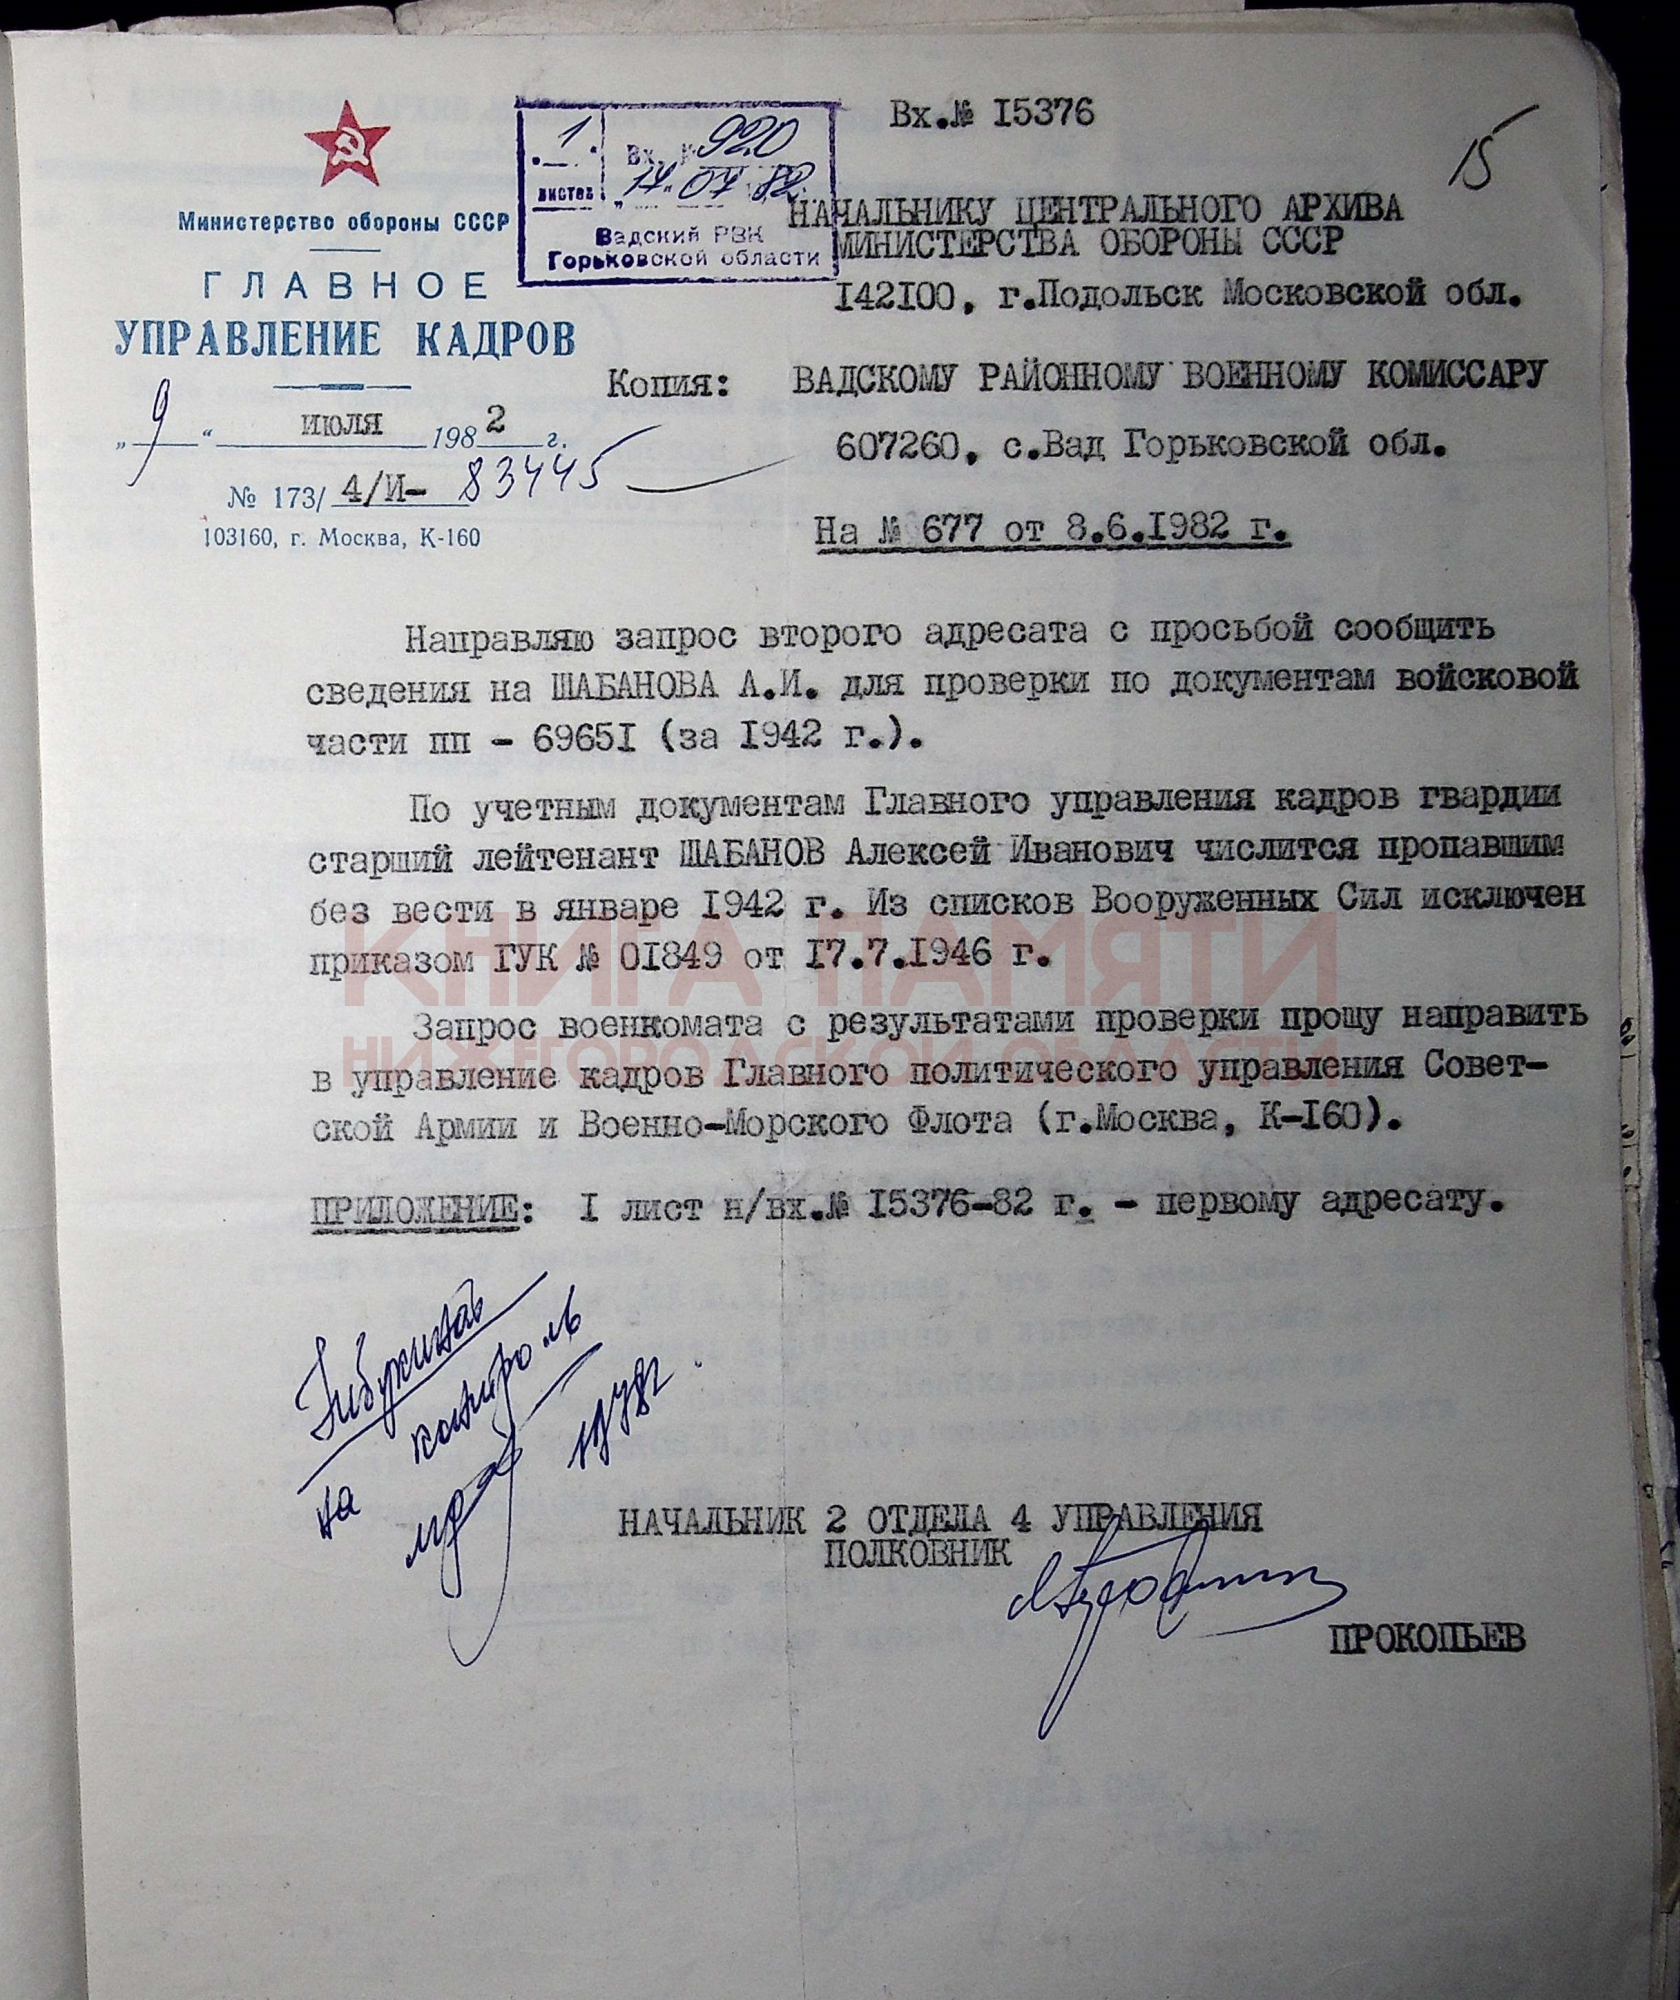 Вх.№ 15376
15
1
листов
Вх. № 920
„14“ 07 82
Вадский РВК
Горьковской области
Министерство обороны СССР
ГЛАВНОЕ
УПРАВЛЕНИЕ КАДРОВ
„9“ июля 1982 г.
№ 173/4/И- 83445
103160, г. Москва, К-160
НАЧАЛЬНИКУ ЦЕНТРАЛЬНОГО АРХИВА
МИНИСТЕРСТВА ОБОРОНЫ СССР
142100, г.Подольск Московской обл.
Копия: ВАДСКОМУ РАЙОННОМУ ВОЕННОМУ КОМИССАРУ
607260, с.Вад Горьковской обл.
На № 677 от 8.6.1982 г.
Направляю запрос второго адресата с просьбой сообщить
сведения на ШАБАНОВА А.И. для проверки по документам войсковой
части пп - 69651 (за 1942 г.).
По учетным документам Главного управления кадров гвардии
старший лейтенант ШАБАНОВ Алексей Иванович числится пропавшим
без вести в январе 1942 г. Из списков Вооруженных Сил исключен
приказом ГУК № 01849 от 17.7.1946 г.
КНИГА ПАМЯТИ
НИЖЕГОРОДСКОЙ ОБЛАСТИ
Запрос военкомата с результатами проверки прошу направить
в управление кадров Главного политического управления Совет-
ской Армии и Военно-Морского Флота (г.Москва, К-160).
ПРИЛОЖЕНИЕ: 1 лист н/вх.№ 15376-82 г. - первому адресату.
на контроль
НАЧАЛЬНИК 2 ОТДЕЛА 4 УПРАВЛЕНИЯ
ПОЛКОВНИК
ПРОКОПЬЕВ